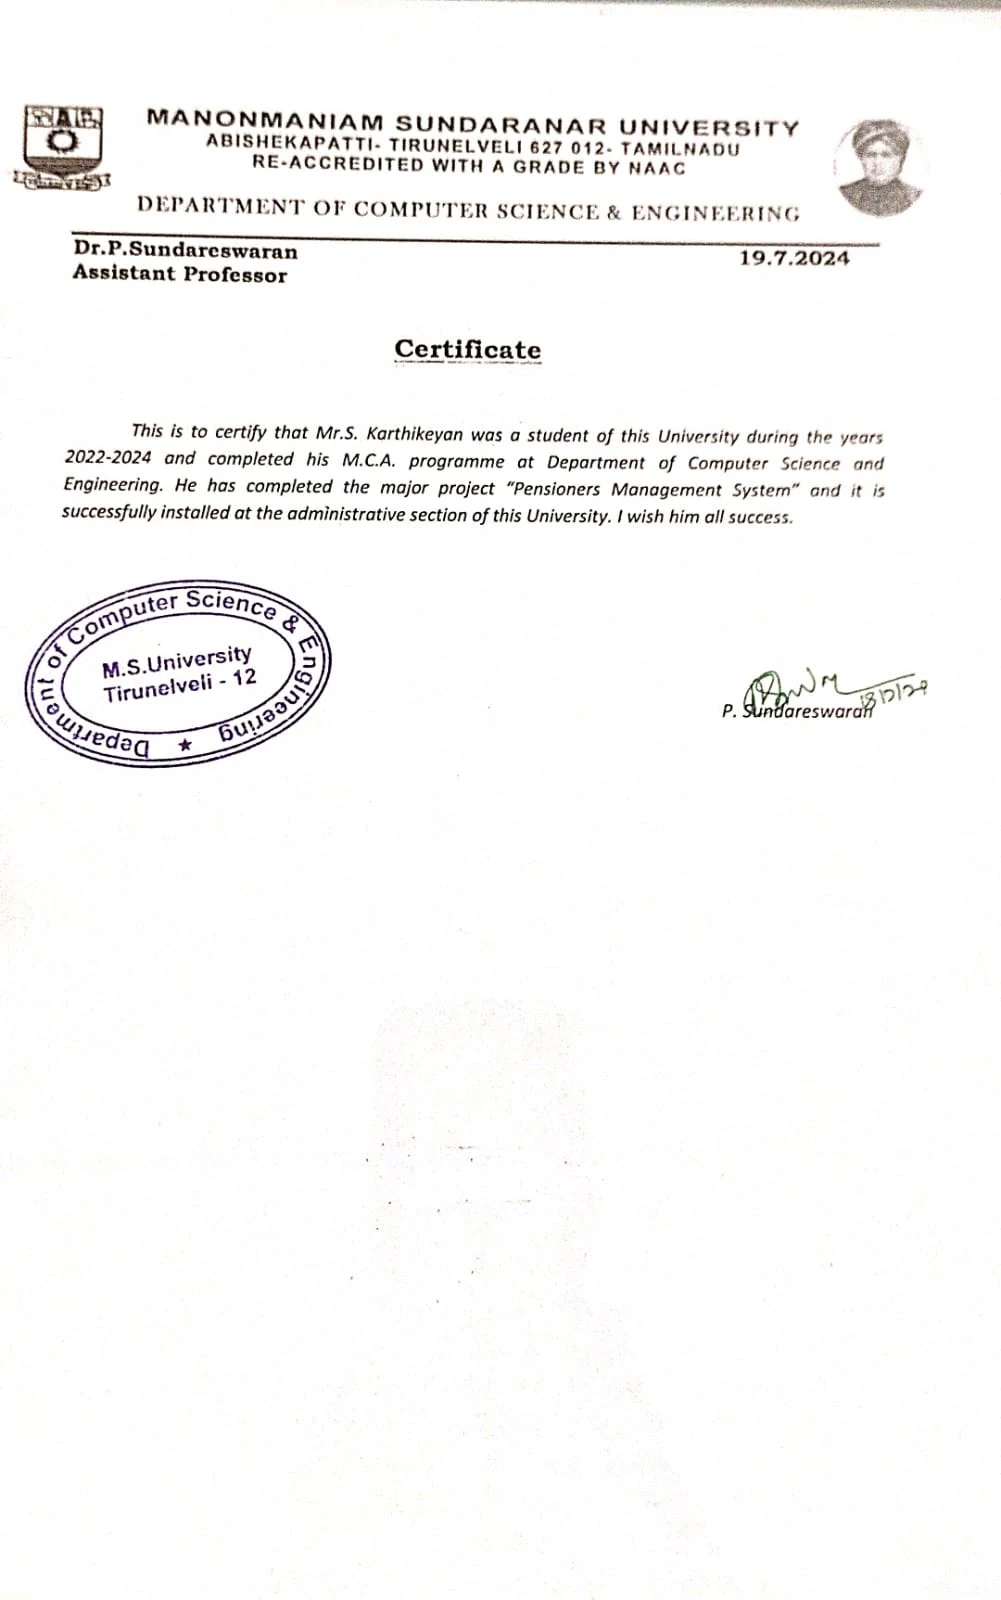 MANONMANIAM SUNDARANAR UNIVERSITY
ABISHEKAPATTI- TIRUNELVELI 627 012- TAMILNADU
RE-ACCREDITED WITH A GRADE BY NAAC
DEPARTMENT OF COMPUTER SCIENCE & ENGINEERING
Dr.P.Sundareswaran
Assistant Professor
19.7.2024
Certificate
This is to certify that Mr.S. Karthikeyan was a student of this University during the years
2022-2024 and completed his M.C.A. programme at Department of Computer Science and
Engineering. He has completed the major project “Pensioners Management System” and it is
successfully installed at the administrative section of this University. I wish him all success.
Department of Computer Science & Engineering ★
M.S.University
Tirunelveli - 12
P. Sundareswaran